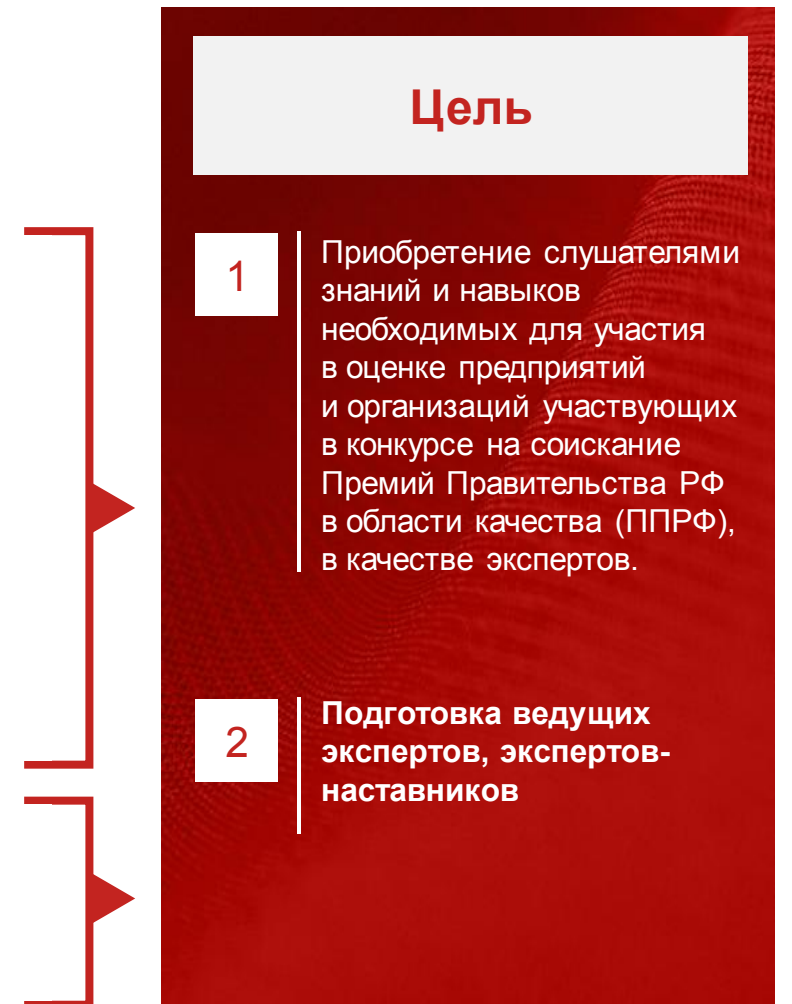 Цель
1
Приобретение слушателями
знаний и навыков
необходимых для участия
в оценке предприятий
и организаций участвующих
в конкурсе на соискание
Премий Правительства РФ
в области качества (ППРФ),
в качестве экспертов.
2
Подготовка ведущих
экспертов, экспертов-
наставников